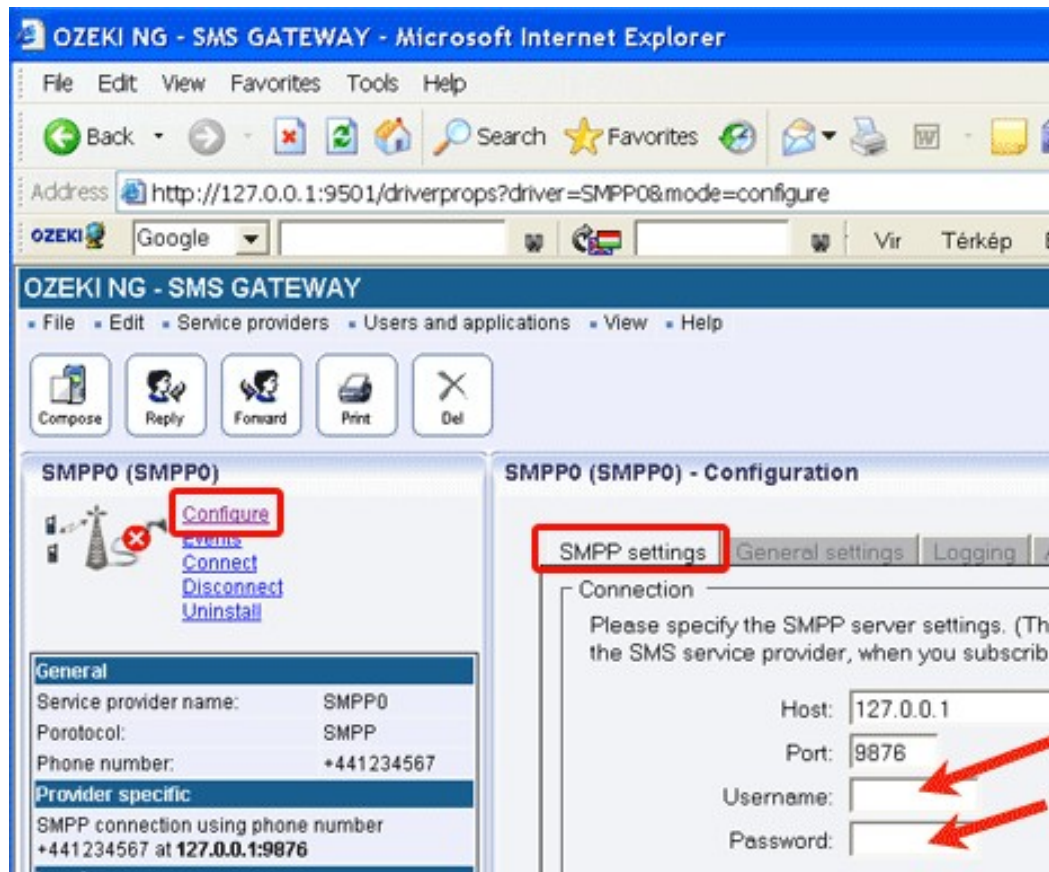 OZEKI NG - SMS GATEWAY - Microsoft Internet Explorer
File Edit View Favorites Tools Help
Back Search Favorites
Address http://127.0.0.1:9501/driverprops?driver=SMPP0&mode=configure
OZEKI Google Vir Térkép
OZEKI NG - SMS GATEWAY
File Edit Service providers Users and applications View Help
Compose Reply Forward Print Del
SMPP0 (SMPP0)
Configure
Events
Connect
Disconnect
Uninstall
General
Service provider name: SMPP0
Porotocol: SMPP
Phone number: +441234567
Provider specific
SMPP connection using phone number
+441234567 at 127.0.0.1:9876
SMPP0 (SMPP0) - Configuration
SMPP settings General settings Logging
Connection
Please specify the SMPP server settings. (Th
the SMS service provider, when you subscrib
Host: 127.0.0.1
Port: 9876
Username:
Password: